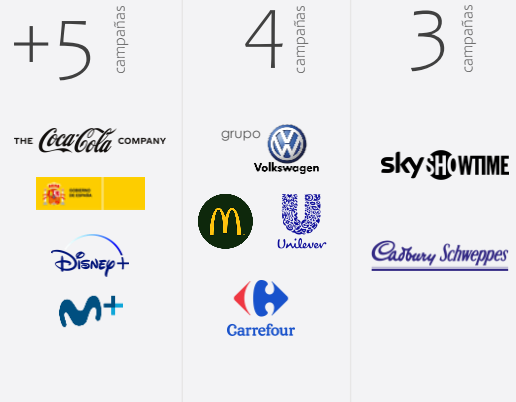 +5 campañas
THE Coca-Cola COMPANY
GOBIERNO
DE ESPAÑA
Disney+
M+
4 campañas
grupo
Volkswagen
M
Unilever
Carrefour
3 campañas
sky SHOWTIME
Cadbury Schweppes